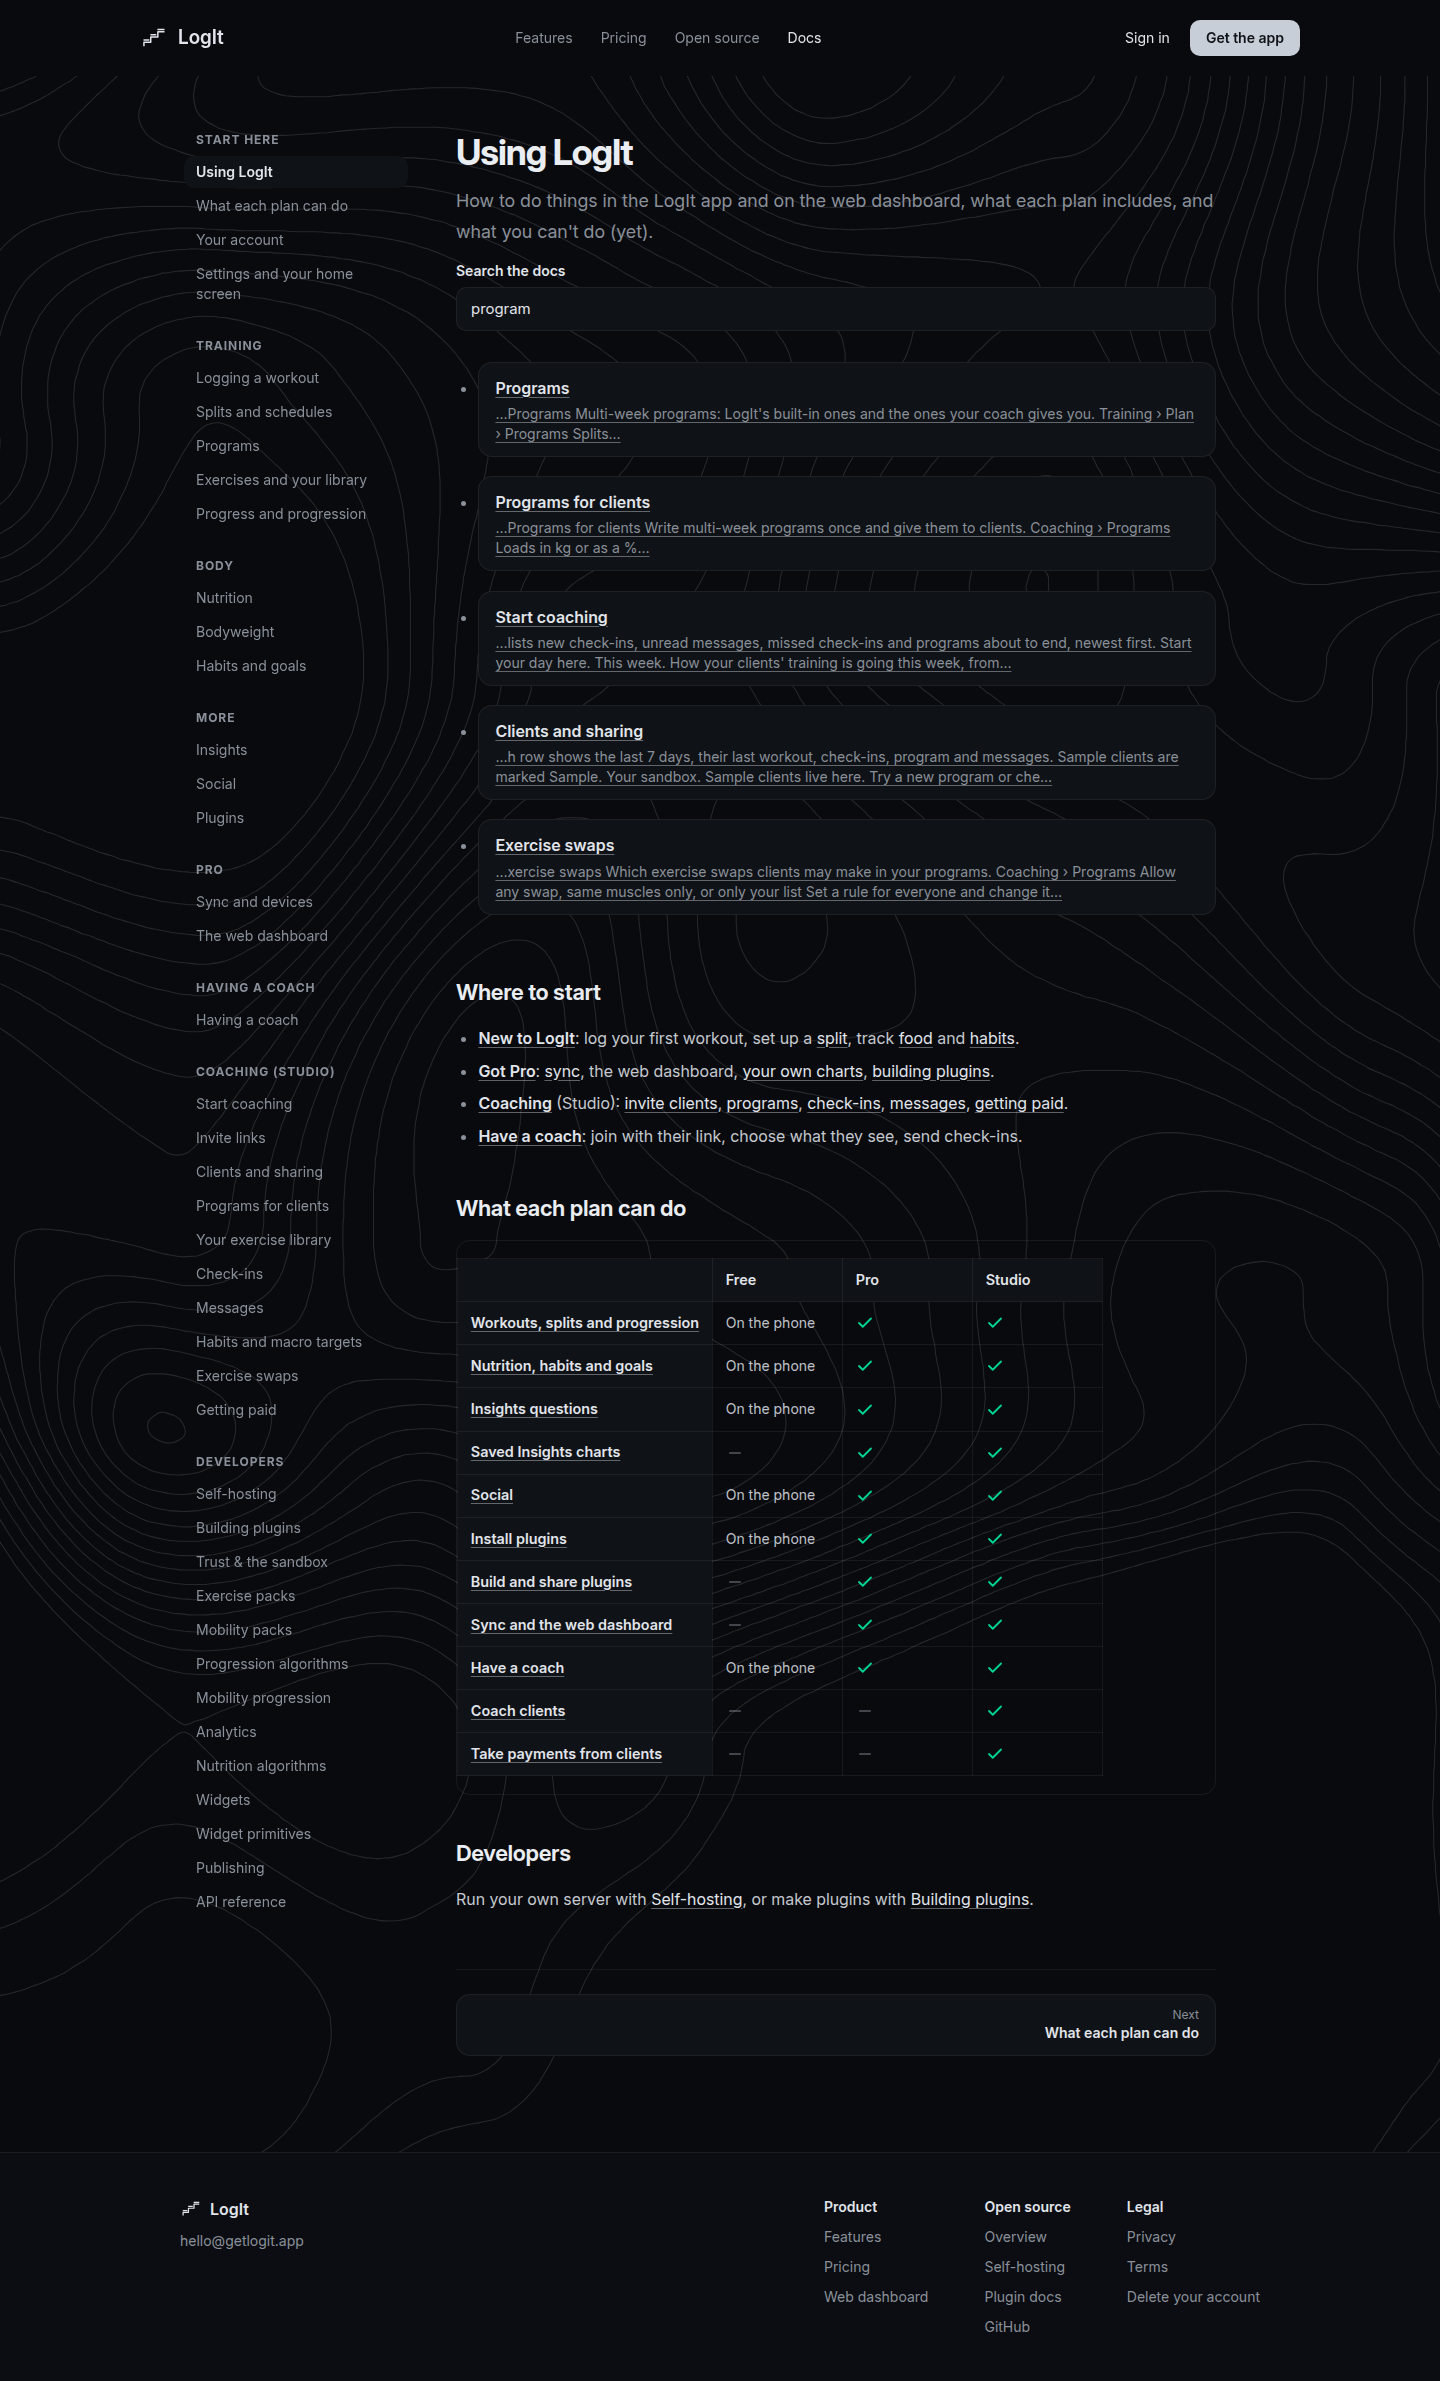 LogIt
Features
Pricing
Open source
Docs
Sign in
Get the app
START HERE
Using LogIt
What each plan can do
Your account
Settings and your home
screen
TRAINING
Logging a workout
Splits and schedules
Programs
Exercises and your library
Progress and progression
BODY
Nutrition
Bodyweight
Habits and goals
MORE
Insights
Social
Plugins
PRO
Sync and devices
The web dashboard
HAVING A COACH
Having a coach
COACHING (STUDIO)
Start coaching
Invite links
Clients and sharing
Programs for clients
Your exercise library
Check-ins
Messages
Habits and macro targets
Exercise swaps
Getting paid
DEVELOPERS
Self-hosting
Building plugins
Trust & the sandbox
Exercise packs
Mobility packs
Progression algorithms
Mobility progression
Analytics
Nutrition algorithms
Widgets
Widget primitives
Publishing
API reference
Using LogIt
How to do things in the LogIt app and on the web dashboard, what each plan includes, and
what you can't do (yet).
Search the docs
program
• Programs
...Programs Multi-week programs: LogIt's built-in ones and the ones your coach gives you. Training › Plan
› Programs Splits...
• Programs for clients
...Programs for clients Write multi-week programs once and give them to clients. Coaching › Programs
Loads in kg or as a %...
• Start coaching
...lists new check-ins, unread messages, missed check-ins and programs about to end, newest first. Start
your day here. This week. How your clients' training is going this week, from...
• Clients and sharing
...h row shows the last 7 days, their last workout, check-ins, program and messages. Sample clients are
marked Sample. Your sandbox. Sample clients live here. Try a new program or che...
• Exercise swaps
...xercise swaps Which exercise swaps clients may make in your programs. Coaching › Programs Allow
any swap, same muscles only, or only your list Set a rule for everyone and change it...
Where to start
• New to LogIt: log your first workout, set up a split, track food and habits.
• Got Pro: sync, the web dashboard, your own charts, building plugins.
• Coaching (Studio): invite clients, programs, check-ins, messages, getting paid.
• Have a coach: join with their link, choose what they see, send check-ins.
What each plan can do
Free Pro Studio
Workouts, splits and progression On the phone ✓ ✓
Nutrition, habits and goals On the phone ✓ ✓
Insights questions On the phone ✓ ✓
Saved Insights charts — ✓ ✓
Social On the phone ✓ ✓
Install plugins On the phone ✓ ✓
Build and share plugins — ✓ ✓
Sync and the web dashboard — ✓ ✓
Have a coach On the phone ✓ ✓
Coach clients — — ✓
Take payments from clients — — ✓
Developers
Run your own server with Self-hosting, or make plugins with Building plugins.
Next
What each plan can do
LogIt
hello@getlogit.app
Product
Features
Pricing
Web dashboard
Open source
Overview
Self-hosting
Plugin docs
GitHub
Legal
Privacy
Terms
Delete your account